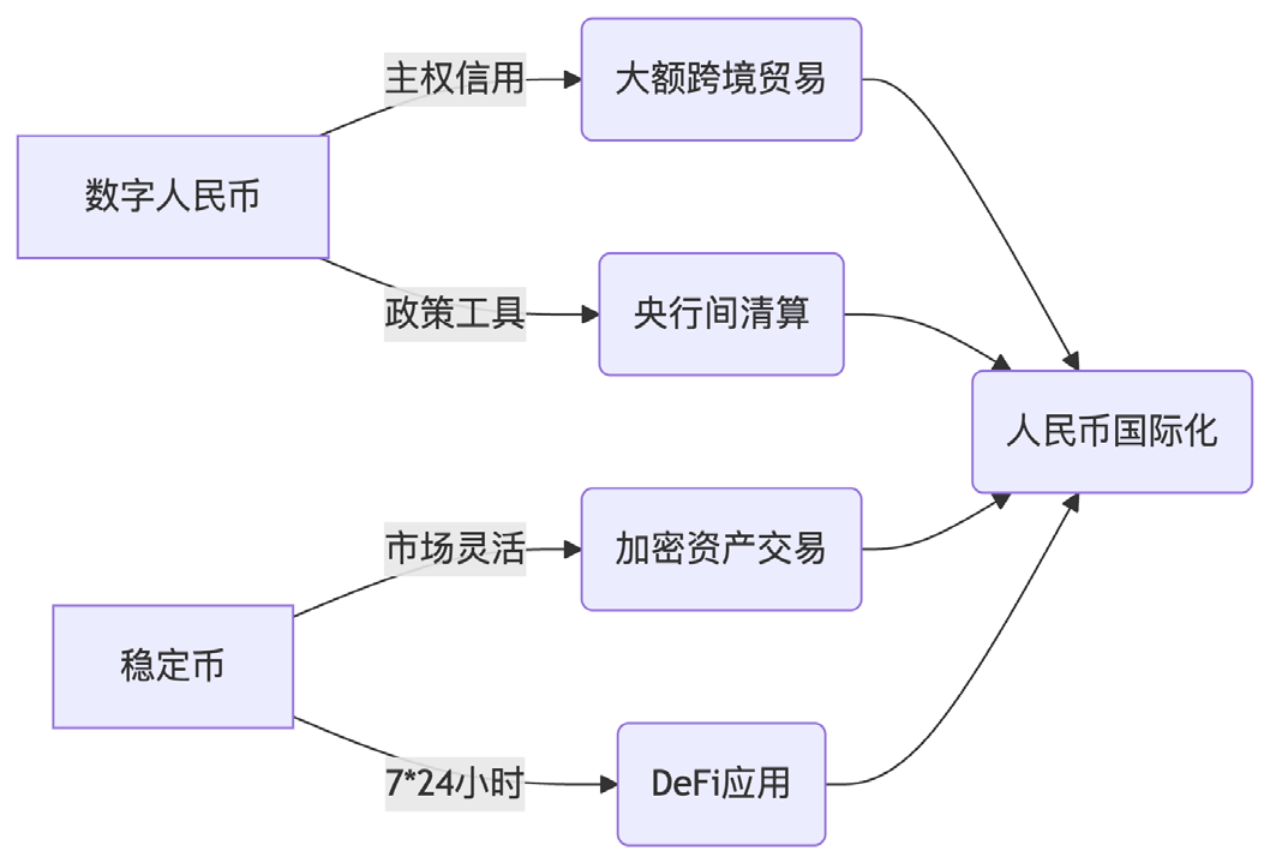 主权信用
大额跨境贸易
数字人民币
政策工具
央行间清算
人民币国际化
市场灵活
加密资产交易
稳定币
7*24小时
DeFi应用